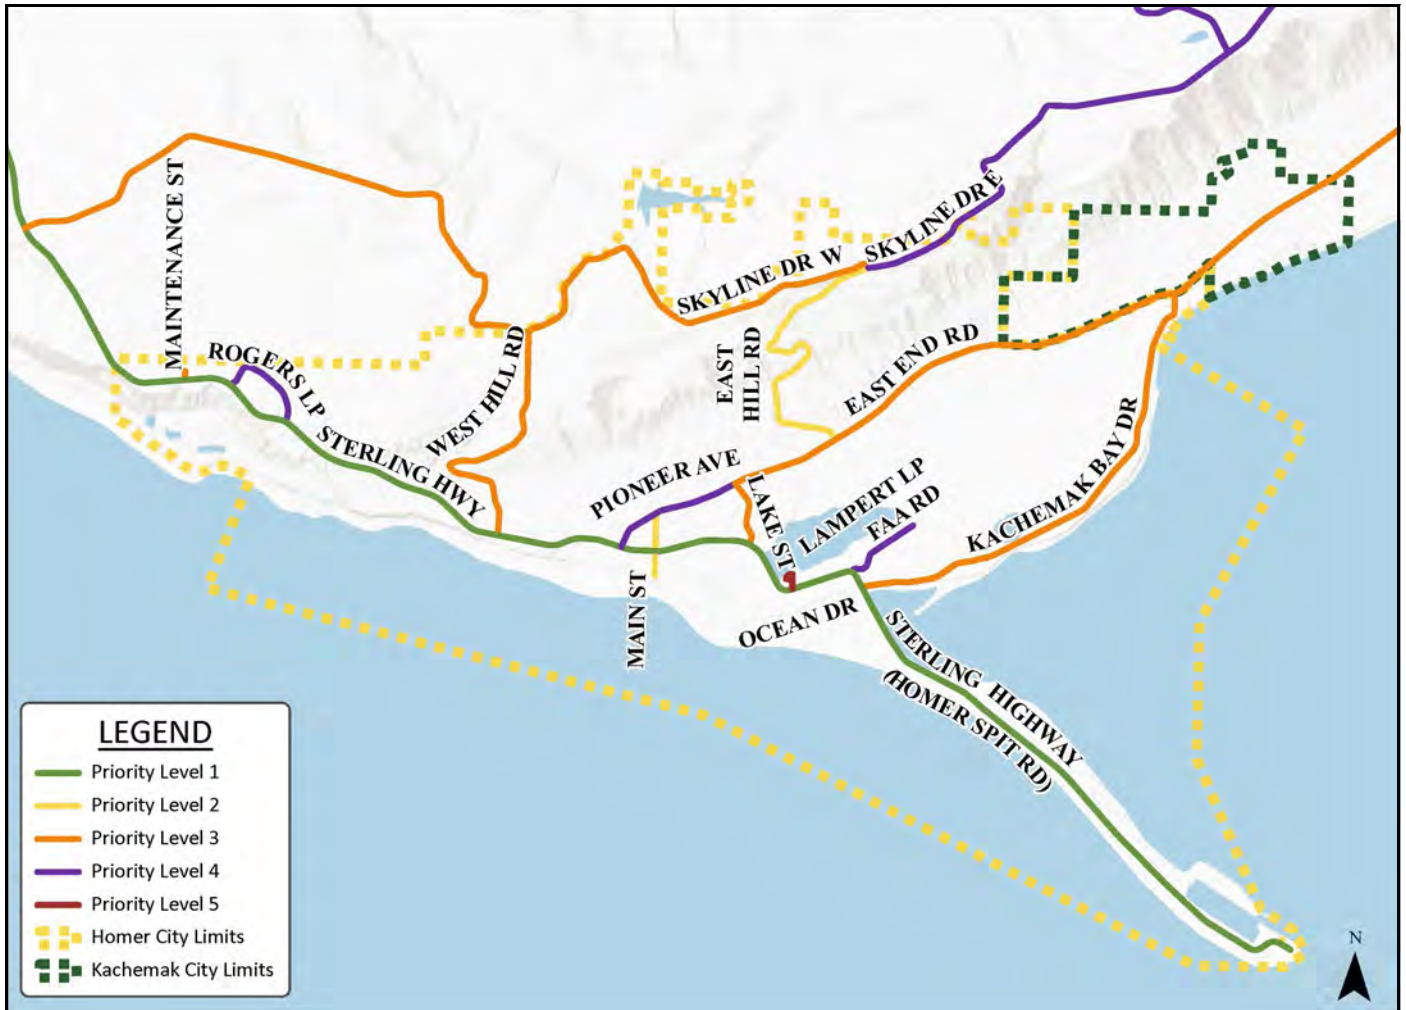 MAINTENANCE ST
SKYLINE DR E
SKYLINE DR W
ROGERS LP
WEST HILL RD
EAST
HILL RD
EAST END RD
STERLING HWY
PIONEER AVE
LAKE ST
LAMPERT LP
FAA RD
KACHEMAK BAY DR
MAIN ST
OCEAN DR
STERLING HIGHWAY
(HOMER SPIT RD)
LEGEND
Priority Level 1
Priority Level 2
Priority Level 3
Priority Level 4
Priority Level 5
Homer City Limits
Kachemak City Limits
N